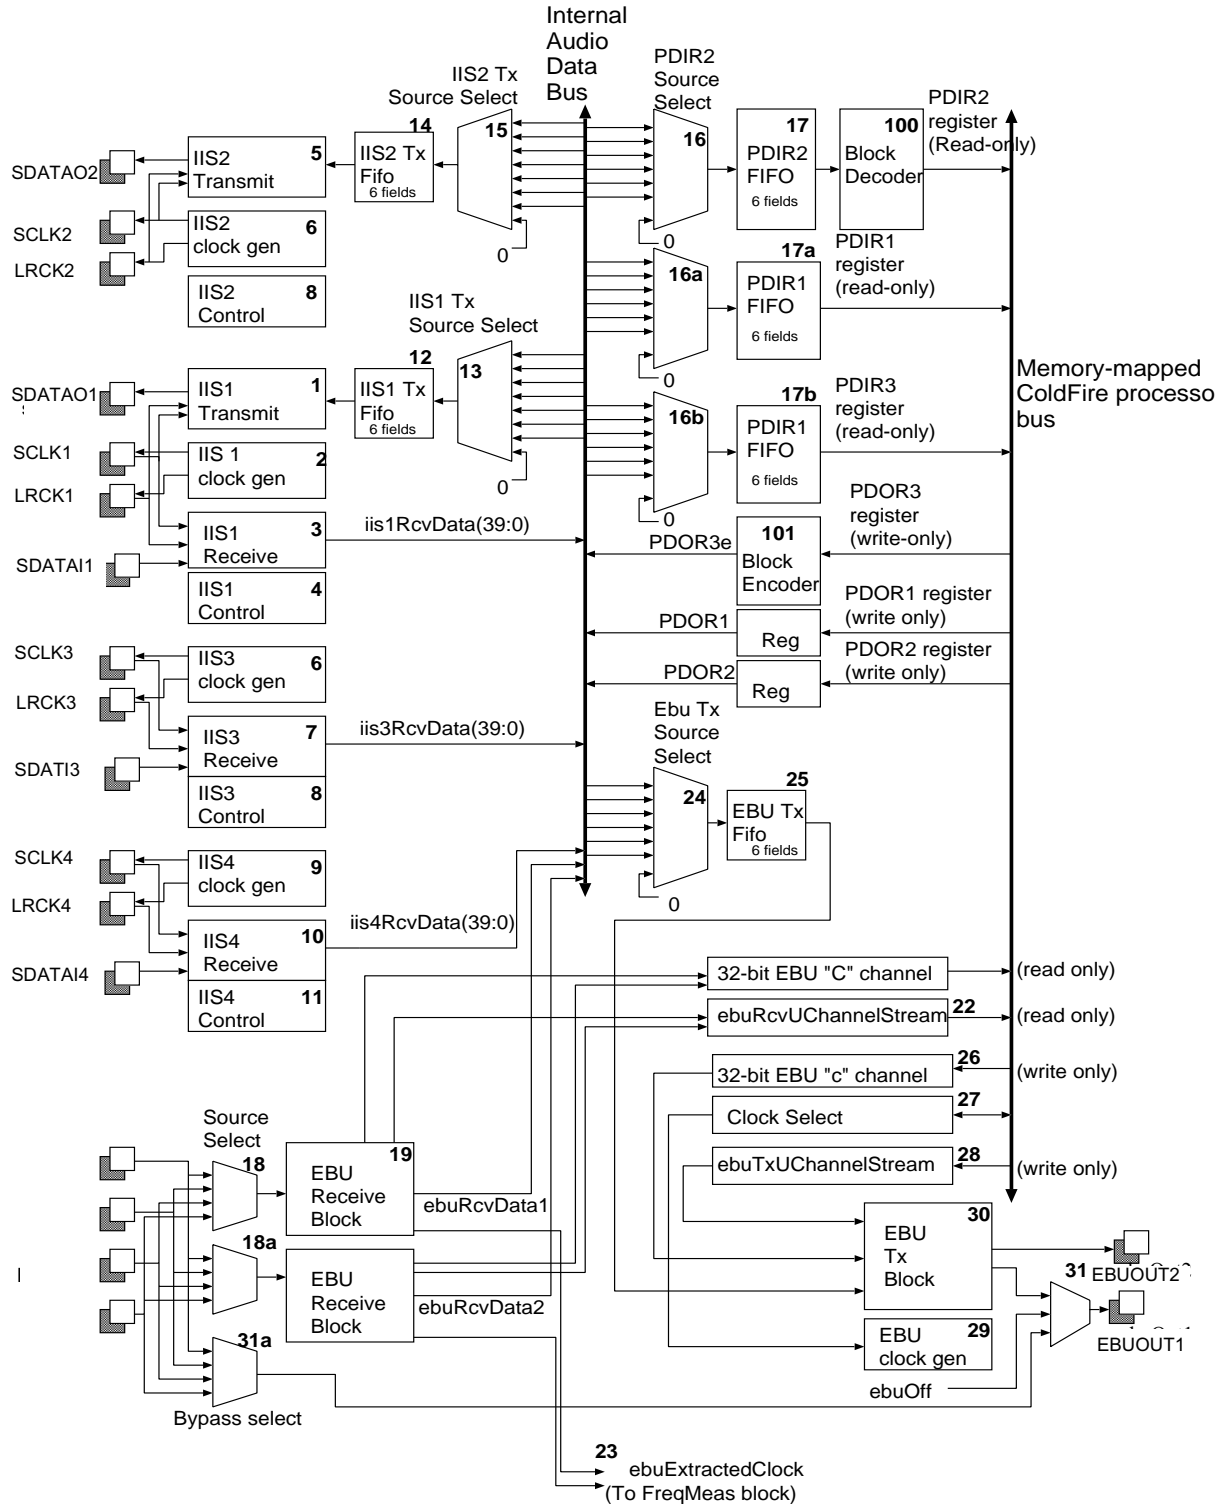 Internal
Audio
Data
Bus
IIS2 Tx
Source Select
PDIR2
Source
Select
PDIR2
register
(Read-only)
14
15
16
17
100
SDATAO2
IIS2
Transmit
5
IIS2 Tx
Fifo
6 fields
PDIR2
FIFO
6 fields
Block
Decoder
SCLK2
IIS2
clock gen
6
LRCK2
0
0
IIS2
Control
8
16a
17a
PDIR1
FIFO
6 fields
PDIR1
register
(read-only)
IIS1 Tx
Source Select
12
13
0
SDATAO1
IIS1
Transmit
1
IIS1 Tx
Fifo
6 fields
Memory-mapped
ColdFire processo
bus
16b
17b
PDIR1
FIFO
6 fields
PDIR3
register
(read-only)
SCLK1
IIS 1
clock gen
2
LRCK1
0
0
IIS1
Receive
3
iis1RcvData(39:0)
SDATAI1
IIS1
Control
4
PDOR3e
101
Block
Encoder
PDOR3
register
(write-only)
PDOR1
Reg
PDOR1 register
(write only)
PDOR2
Reg
PDOR2 register
(write only)
SCLK3
IIS3
clock gen
6
LRCK3
IIS3
Receive
7
iis3RcvData(39:0)
SDATI3
IIS3
Control
8
Ebu Tx
Source
Select
24
25
EBU Tx
Fifo
6 fields
0
SCLK4
IIS4
clock gen
9
LRCK4
IIS4
Receive
10
iis4RcvData(39:0)
SDATAI4
IIS4
Control
11
32-bit EBU "C" channel
(read only)
ebuRcvUChannelStream
22
(read only)
32-bit EBU "c" channel
26
(write only)
Clock Select
27
ebuTxUChannelStream
28
(write only)
Source
Select
18
19
EBU
Receive
Block
ebuRcvData1
18a
EBU
Receive
Block
ebuRcvData2
31a
Bypass select
30
EBU
Tx
Block
EBUOUT2
31
EBUOUT1
EBU
clock gen
29
ebuOff
23
ebuExtractedClock
(To FreqMeas block)